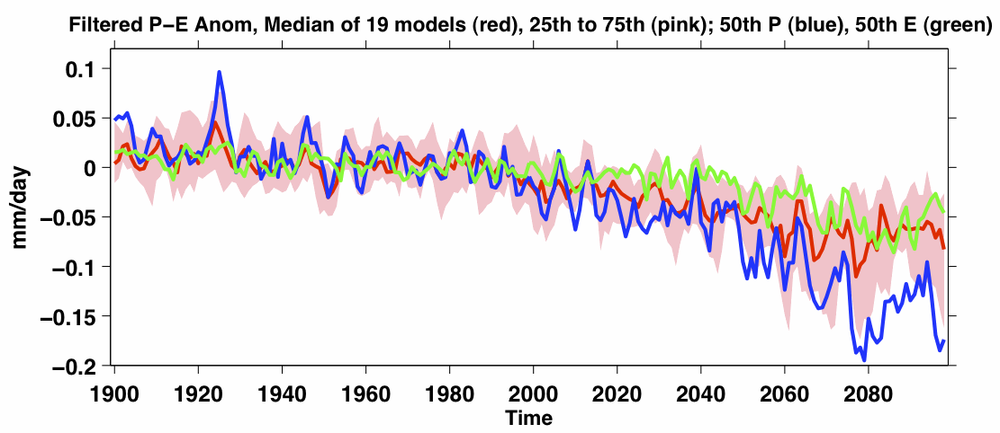 Filtered P−E Anom, Median of 19 models (red), 25th to 75th (pink); 50th P (blue), 50th E (green)
0.1
0.05
0
−0.05
−0.1
−0.15
−0.2
mm/day
1900 1920 1940 1960 1980 2000 2020 2040 2060 2080
Time